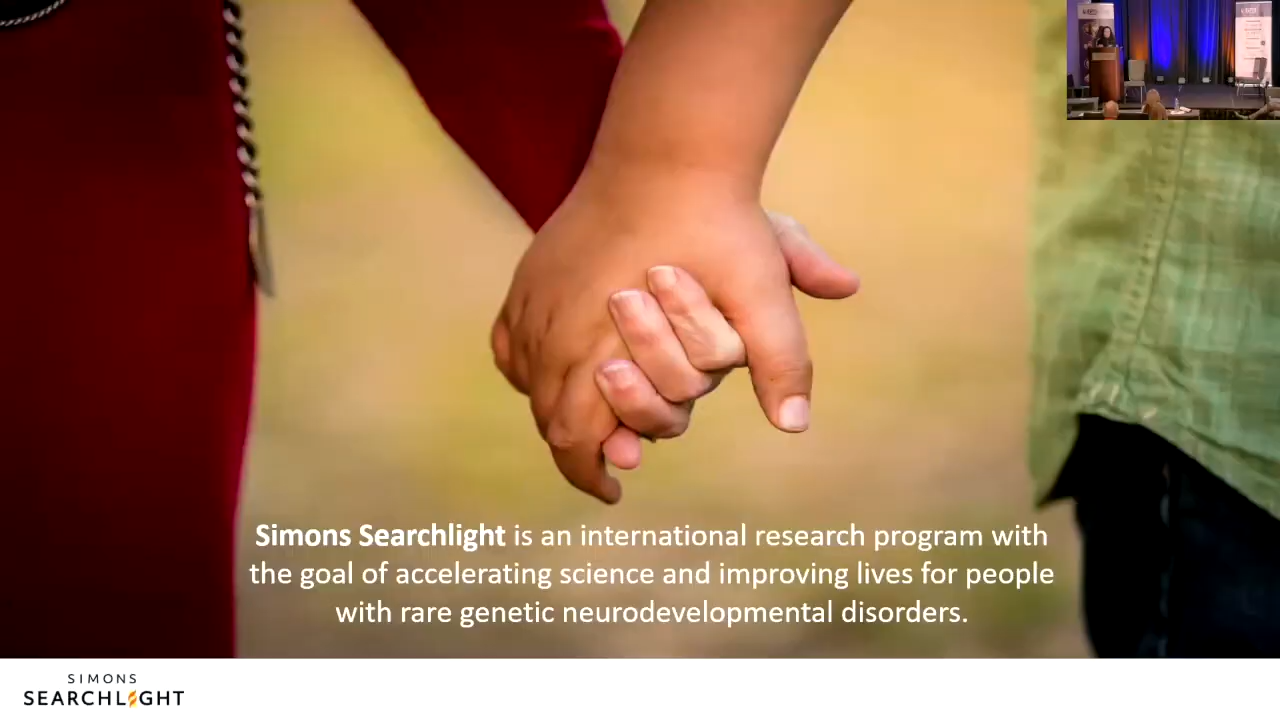 Simons Searchlight is an international research program with
the goal of accelerating science and improving lives for people
with rare genetic neurodevelopmental disorders.
SIMONS
SEARCHLIGHT